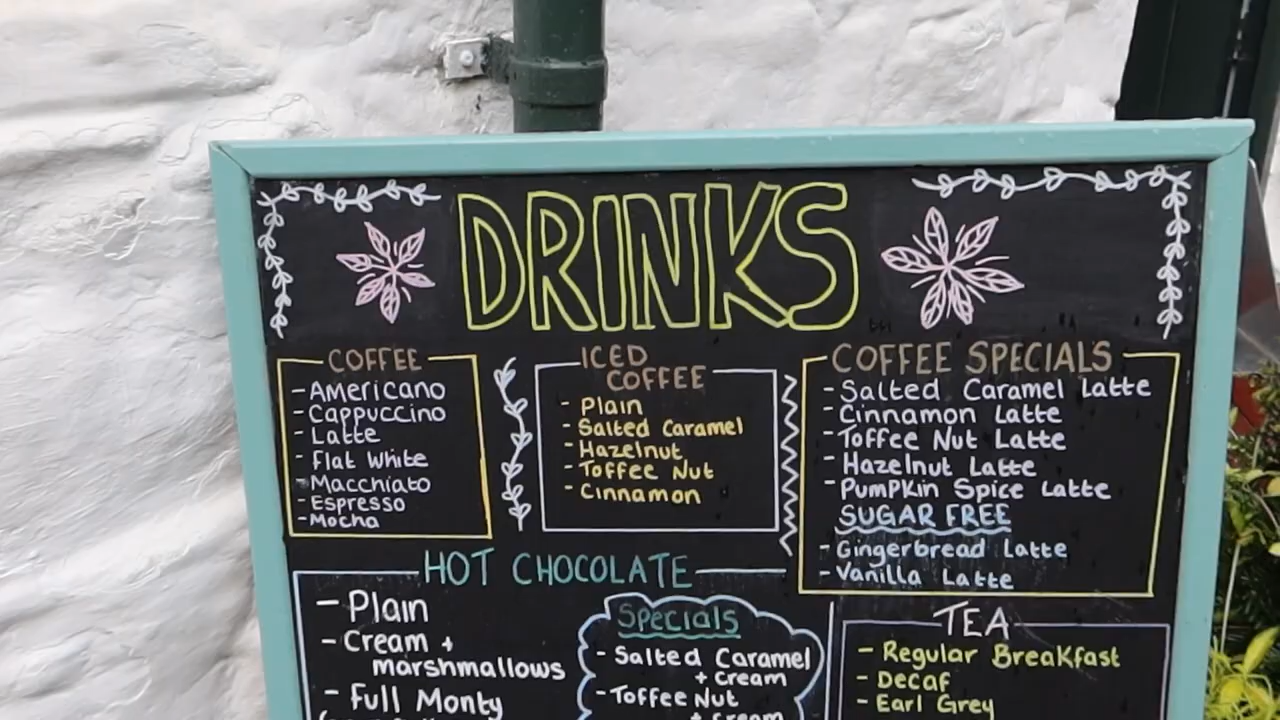 DRINKS
COFFEE
- Americano
- Cappuccino
- Latte
- Flat White
- Macchiato
- Espresso
- Mocha
ICED
COFFEE
- Plain
- Salted Caramel
- Hazelnut
- Toffee Nut
- Cinnamon
COFFEE SPECIALS
- Salted Caramel Latte
- Cinnamon Latte
- Toffee Nut Latte
- Hazelnut Latte
- Pumpkin Spice Latte
SUGAR FREE
- Gingerbread Latte
- Vanilla Latte
HOT CHOCOLATE
- Plain
- Cream +
marshmallows
- Full Monty
Specials
- Salted Caramel
+ Cream
- Toffee Nut
+ Cream
TEA
- Regular Breakfast
- Decaf
- Earl Grey